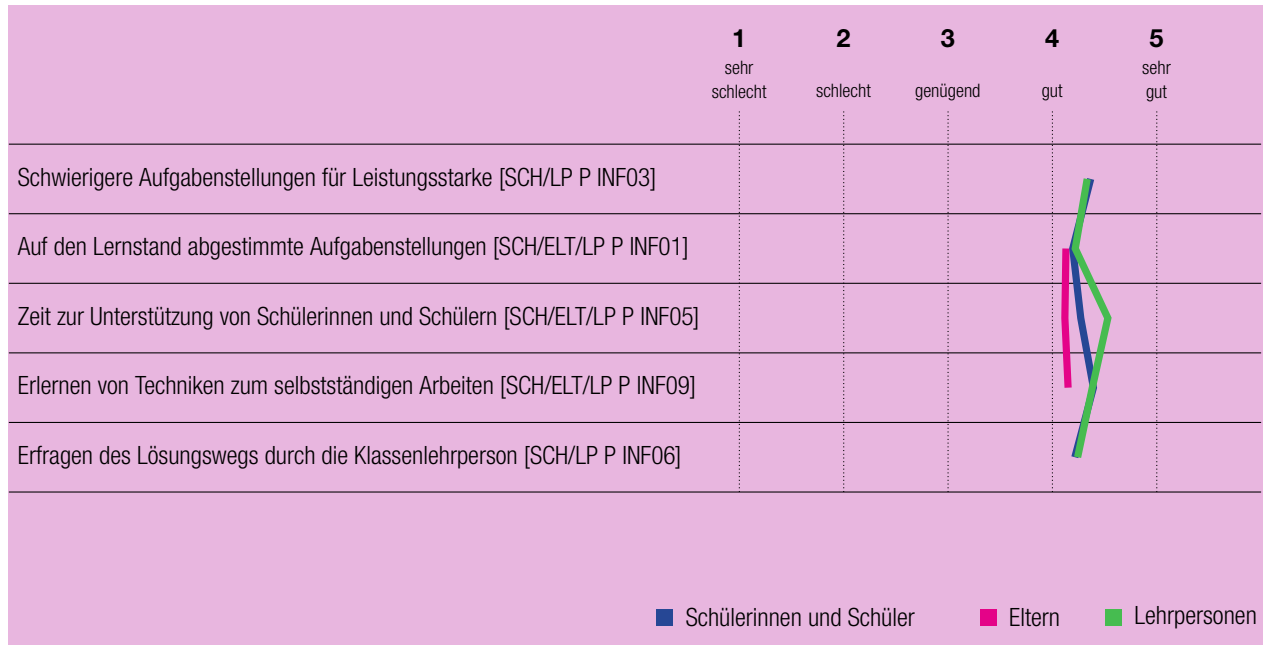 1 2 3 4 5
sehr schlecht schlecht genügend gut sehr gut
Schwierigere Aufgabenstellungen für Leistungsstarke [SCH/LP P INF03]
Auf den Lernstand abgestimmte Aufgabenstellungen [SCH/ELT/LP P INF01]
Zeit zur Unterstützung von Schülerinnen und Schülern [SCH/ELT/LP P INF05]
Erlernen von Techniken zum selbstständigen Arbeiten [SCH/ELT/LP P INF09]
Erfragen des Lösungswegs durch die Klassenlehrperson [SCH/LP P INF06]
Schülerinnen und Schüler Eltern Lehrpersonen